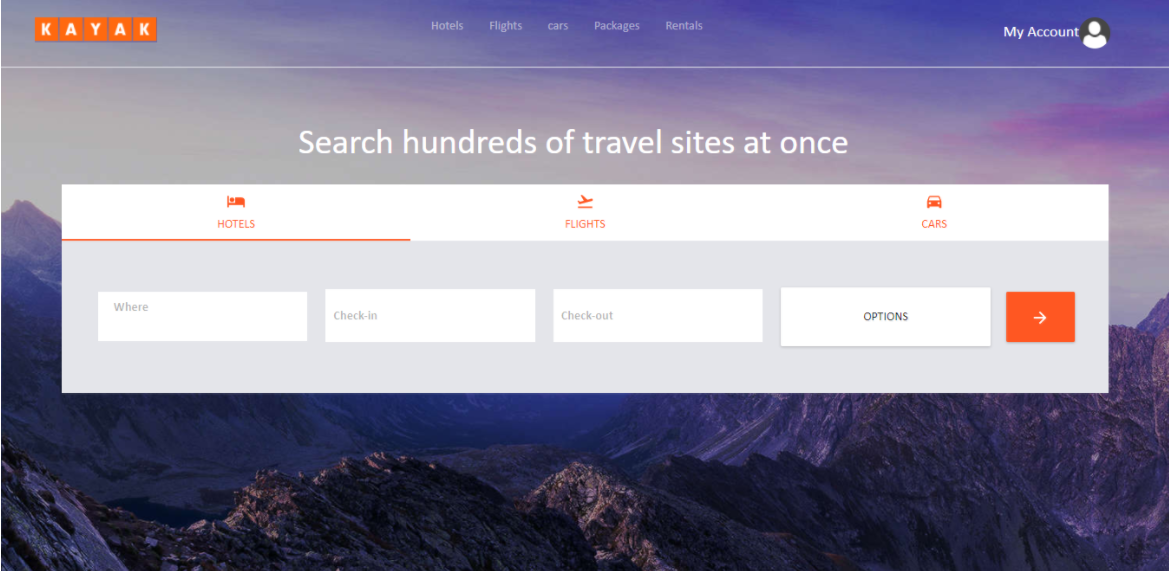 KAYAK
Hotels Flights cars Packages Rentals
My Account
Search hundreds of travel sites at once
HOTELS FLIGHTS CARS
Where Check-in Check-out OPTIONS